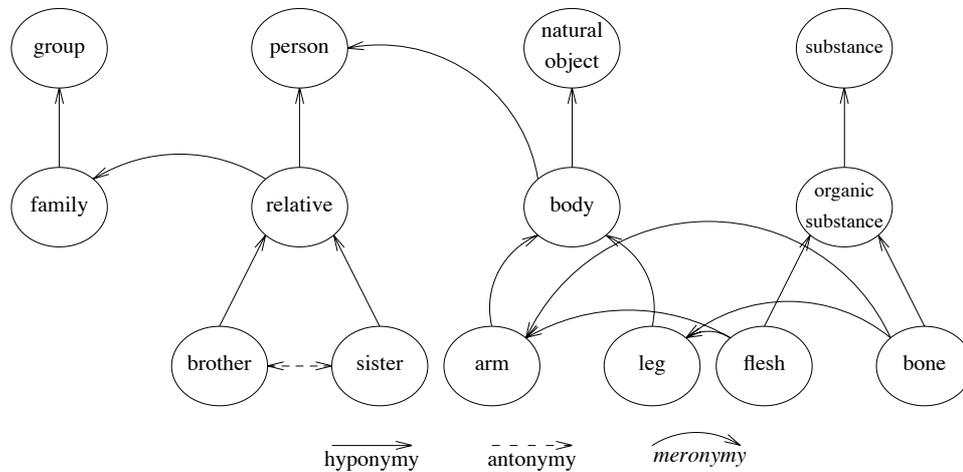 group
person
natural
object
substance
family
relative
body
organic
substance
brother
sister
arm
leg
flesh
bone
hyponymy
antonymy
meronymy